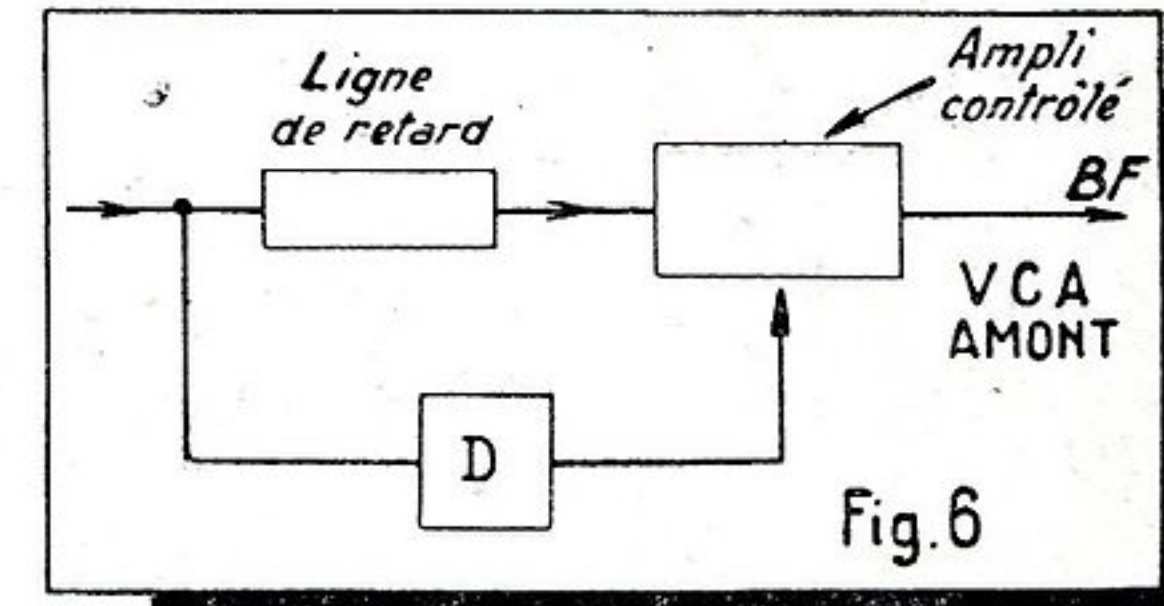 Ligne
de retard
Ampli
contrôlé
BF
VCA
AMONT
D
Fig.6